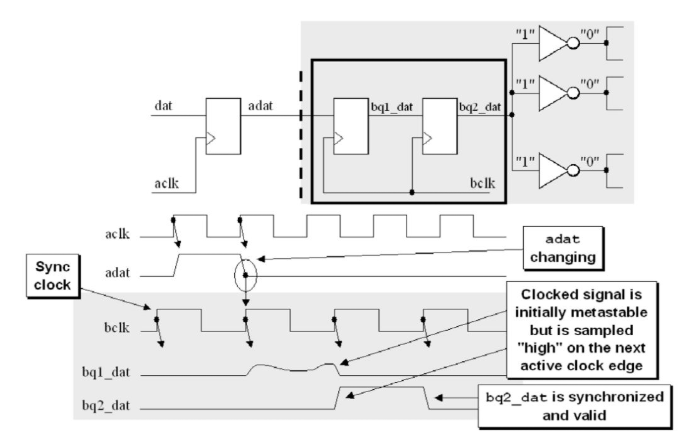 "1" "0"
"1" "0"
dat adat bq1_dat bq2_dat
"1" "0"
aclk bclk
aclk
adat
changing
adat
Sync
clock
bclk
Clocked signal is
initially metastable
but is sampled
"high" on the next
active clock edge
bq1_dat
bq2_dat is synchronized
and valid
bq2_dat